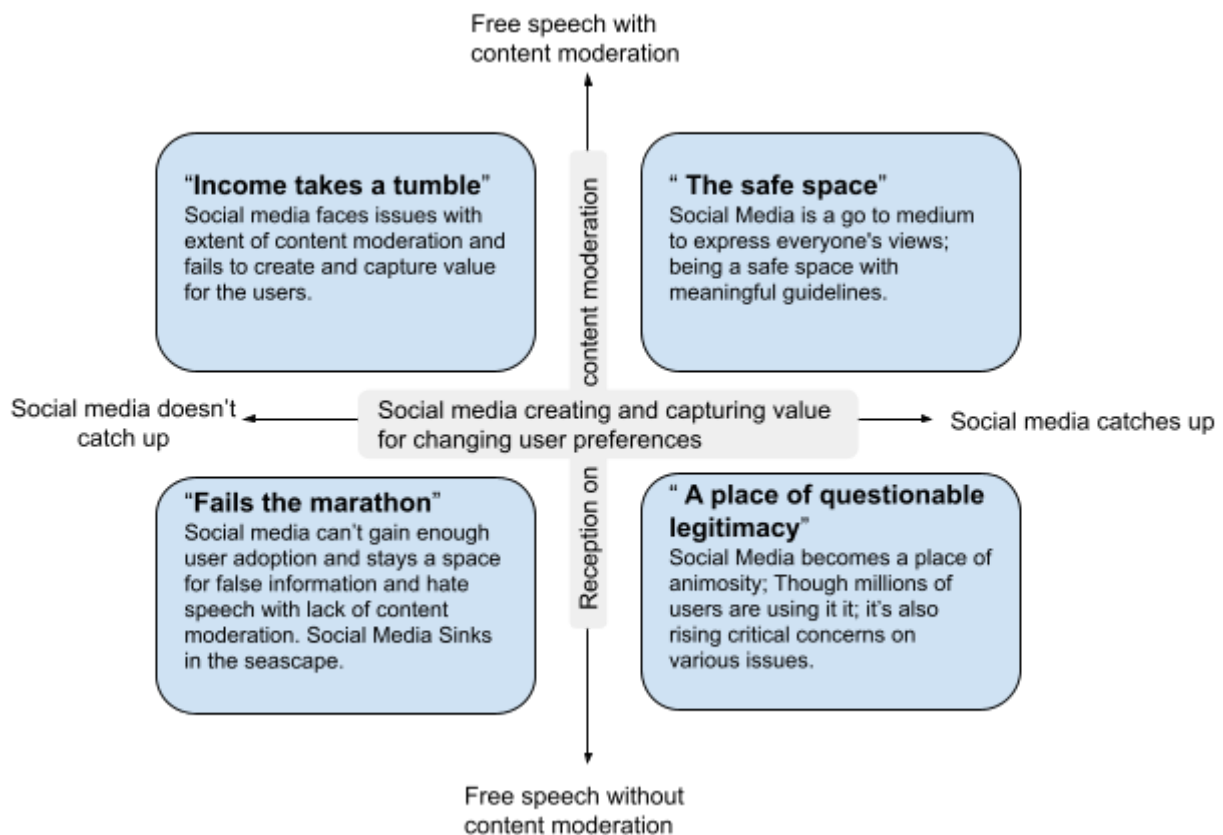 Free speech with
content moderation
“Income takes a tumble”
Social media faces issues with
extent of content moderation and
fails to create and capture value
for the users.
“ The safe space”
Social Media is a go to medium
to express everyone's views;
being a safe space with
meaningful guidelines.
Reception on content moderation
Social media doesn’t
catch up
Social media creating and capturing value
for changing user preferences
Social media catches up
“Fails the marathon”
Social media can’t gain enough
user adoption and stays a space
for false information and hate
speech with lack of content
moderation. Social Media Sinks
in the seascape.
“ A place of questionable
legitimacy”
Social Media becomes a place of
animosity; Though millions of
users are using it it; it’s also
rising critical concerns on
various issues.
Free speech without
content moderation